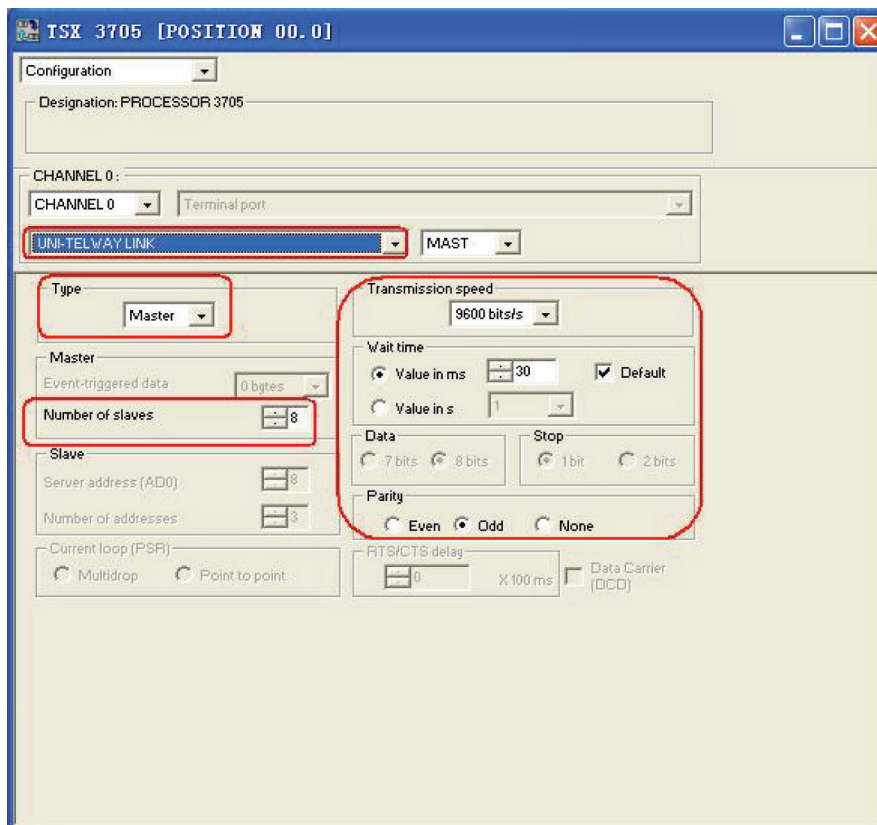 TSX 3705 [POSITION 00.0]
Configuration
Designation: PROCESSOR 3705
CHANNEL 0 :
CHANNEL 0 Terminal port
UNI-TELWAY LINK MAST
Type
Master
Transmission speed
9600 bits/s
Wait time
Value in ms 30 Default
Value in s 1
Master
Event-triggered data 0 bytes
Number of slaves 8
Data
7 bits 8 bits
Stop
1 bit 2 bits
Slave
Server address (AD0) 8
Number of addresses 3
Parity
Even Odd None
Current loop (PSR)
Multidrop Point to point
RTS/CTS delay
0 X 100 ms
Data Carrier
(DCD)